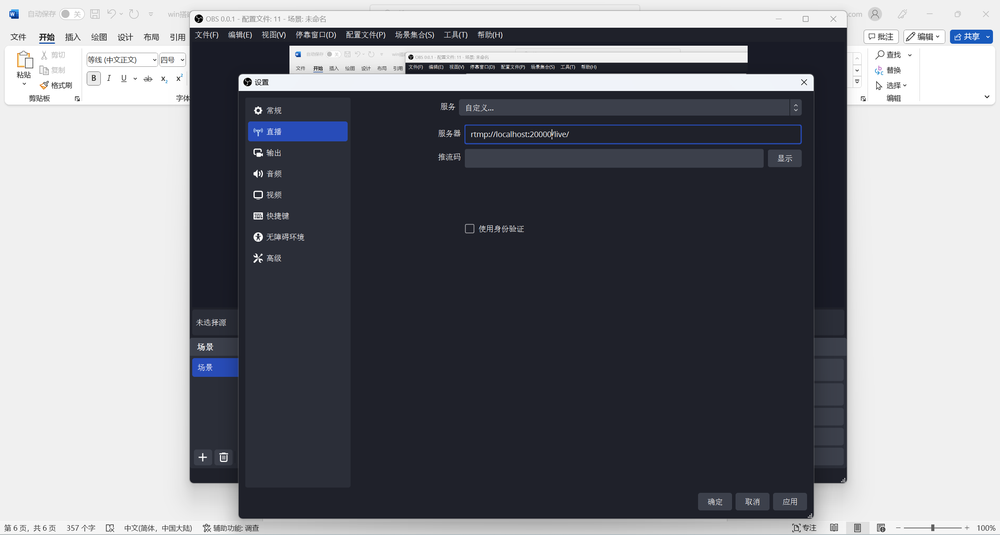 自动保存 关 win搭建
.com
文件 开始 插入 绘图 设计 布局 引用
批注 编辑 共享
粘贴 剪切
复制
格式刷
剪贴板
等线 (中文正文) 四号
B I U ab x₂ x²
字体
查找
替换
选择
编辑
OBS 0.0.1 - 配置文件: 11 - 场景: 未命名
文件(F) 编辑(E) 视图(V) 停靠窗口(D) 配置文件(P) 场景集合(S) 工具(T) 帮助(H)
自动保存 关 win搭
OBS 0.0.1 - 配置文件: 11 - 场景: 未命名
文件 开始 插入 绘图 设计 布局 引用
文件(F) 编辑(E) 视图(V) 停靠窗口(D) 配置文件(P) 场景集合(S) 工具(T) 帮助(H)
设置
常规
直播
输出
音频
视频
快捷键
无障碍环境
高级
服务 自定义...
服务器 rtmp://localhost:20000/live/
推流码 显示
使用身份验证
未选择源
场景
场景
确定 取消 应用
第 6 页，共 6 页 357 个字 中文(简体，中国大陆) 辅助功能: 调查
专注 100%